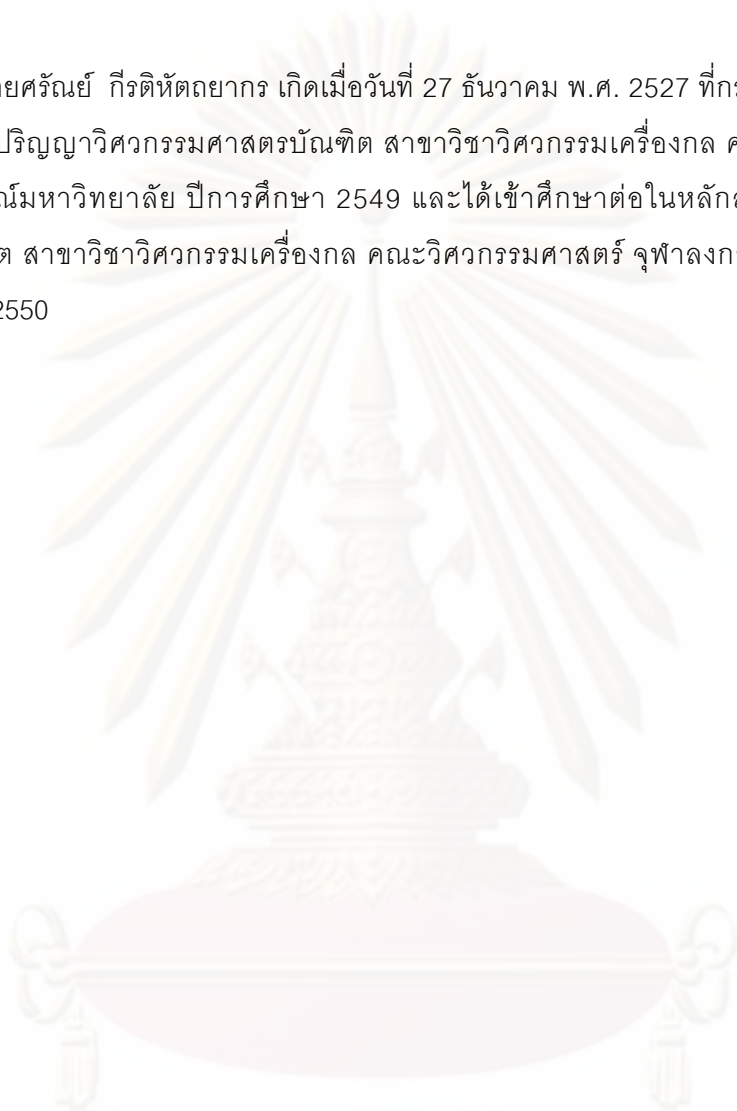 ยศรัณย์ กีรติหัตถยากร เกิดเมื่อวันที่ 27 ธันวาคม พ.ศ. 2527 ที่กร
ปริญญาวิศวกรรมศาสตรบัณฑิต สาขาวิชาวิศวกรรมเครื่องกล ค
ณ์มหาวิทยาลัย ปีการศึกษา 2549 และได้เข้าศึกษาต่อในหลัก
ต สาขาวิชาวิศวกรรมเครื่องกล คณะวิศวกรรมศาสตร์ จุฬาลงก
2550